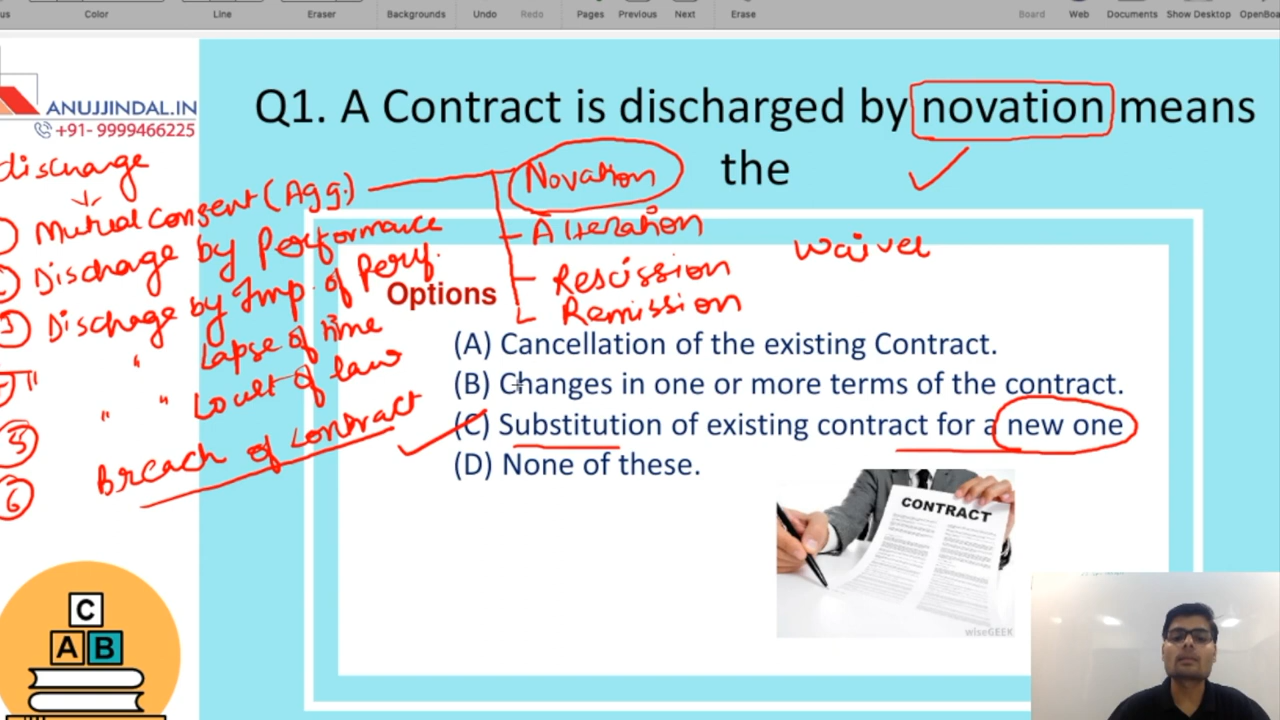 Color
Line
Eraser
Backgrounds
Undo
Redo
Pages
Previous
Next
Erase
Board
Web
Documents
Show Desktop
ANUJJINDAL.IN
+91- 9999466225
Q1. A Contract is discharged by novation means
the
discharge
Mutual Consent (Agg.)
Discharge by Performance
Discharge by Imp. of Perf.
" Lapse of time
" " of law
Breach of contract
3
5
6
Novation
Alteration
Rescission
Remission
Options
(A) Cancellation of the existing Contract.
(B) Changes in one or more terms of the contract.
(C) Substitution of existing contract for a new one
(D) None of these.
CONTRACT
wiseGEEK
C
A B